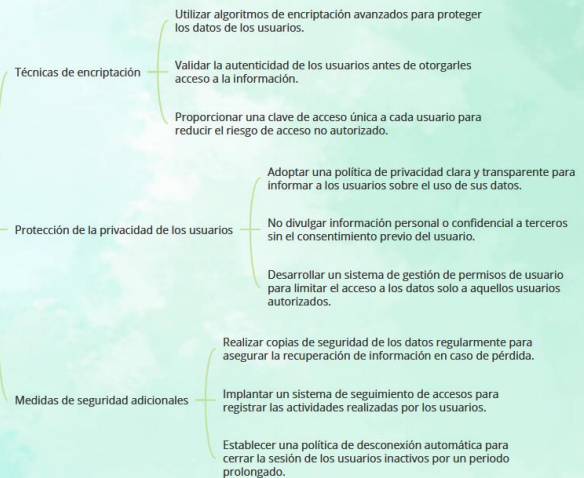 Técnicas de encriptación
Utilizar algoritmos de encriptación avanzados para proteger
los datos de los usuarios.
Validar la autenticidad de los usuarios antes de otorgarles
acceso a la información.
Proporcionar una clave de acceso única a cada usuario para
reducir el riesgo de acceso no autorizado.
Protección de la privacidad de los usuarios
Adoptar una política de privacidad clara y transparente para
informar a los usuarios sobre el uso de sus datos.
No divulgar información personal o confidencial a terceros
sin el consentimiento previo del usuario.
Desarrollar un sistema de gestión de permisos de usuario
para limitar el acceso a los datos solo a aquellos usuarios
autorizados.
Medidas de seguridad adicionales
Realizar copias de seguridad de los datos regularmente para
asegurar la recuperación de información en caso de pérdida.
Implantar un sistema de seguimiento de accesos para
registrar las actividades realizadas por los usuarios.
Establecer una política de desconexión automática para
cerrar la sesión de los usuarios inactivos por un periodo
prolongado.